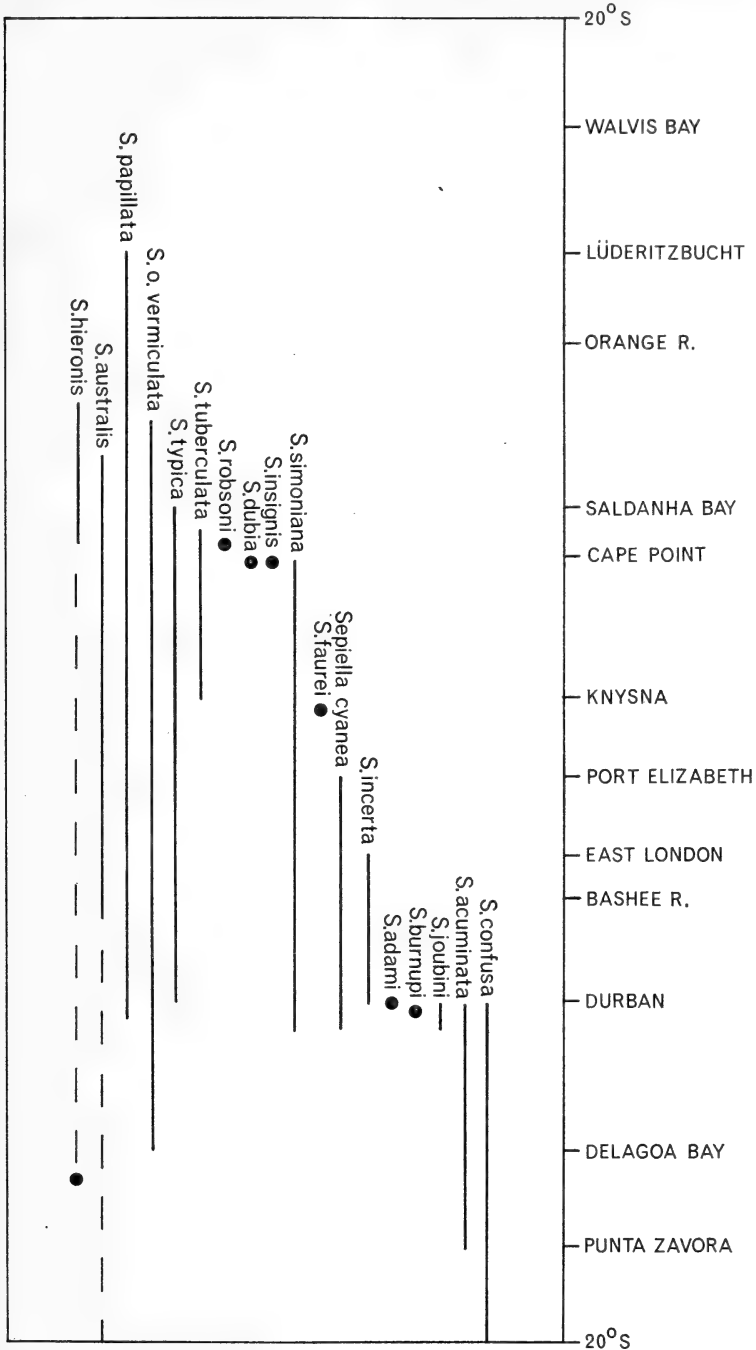 20°S
WALVIS BAY
LÜDERITZBUCHT
ORANGE R.
SALDANHA BAY
CAPE POINT
KNYSNA
PORT ELIZABETH
EAST LONDON
BASHEE R.
DURBAN
DELAGOA BAY
PUNTA ZAVORA
20°S
S.confusa
S.acuminata
S.joubini
S.burnupi
S.adami
S.incerta
Sepiella cyanea
S.faurei
S.simoniana
S.insignis
S.dubia
S.robsoni
S.tuberculata
S.typica
S.o. vermiculata
S.papillata
S.australis
S.hieronis